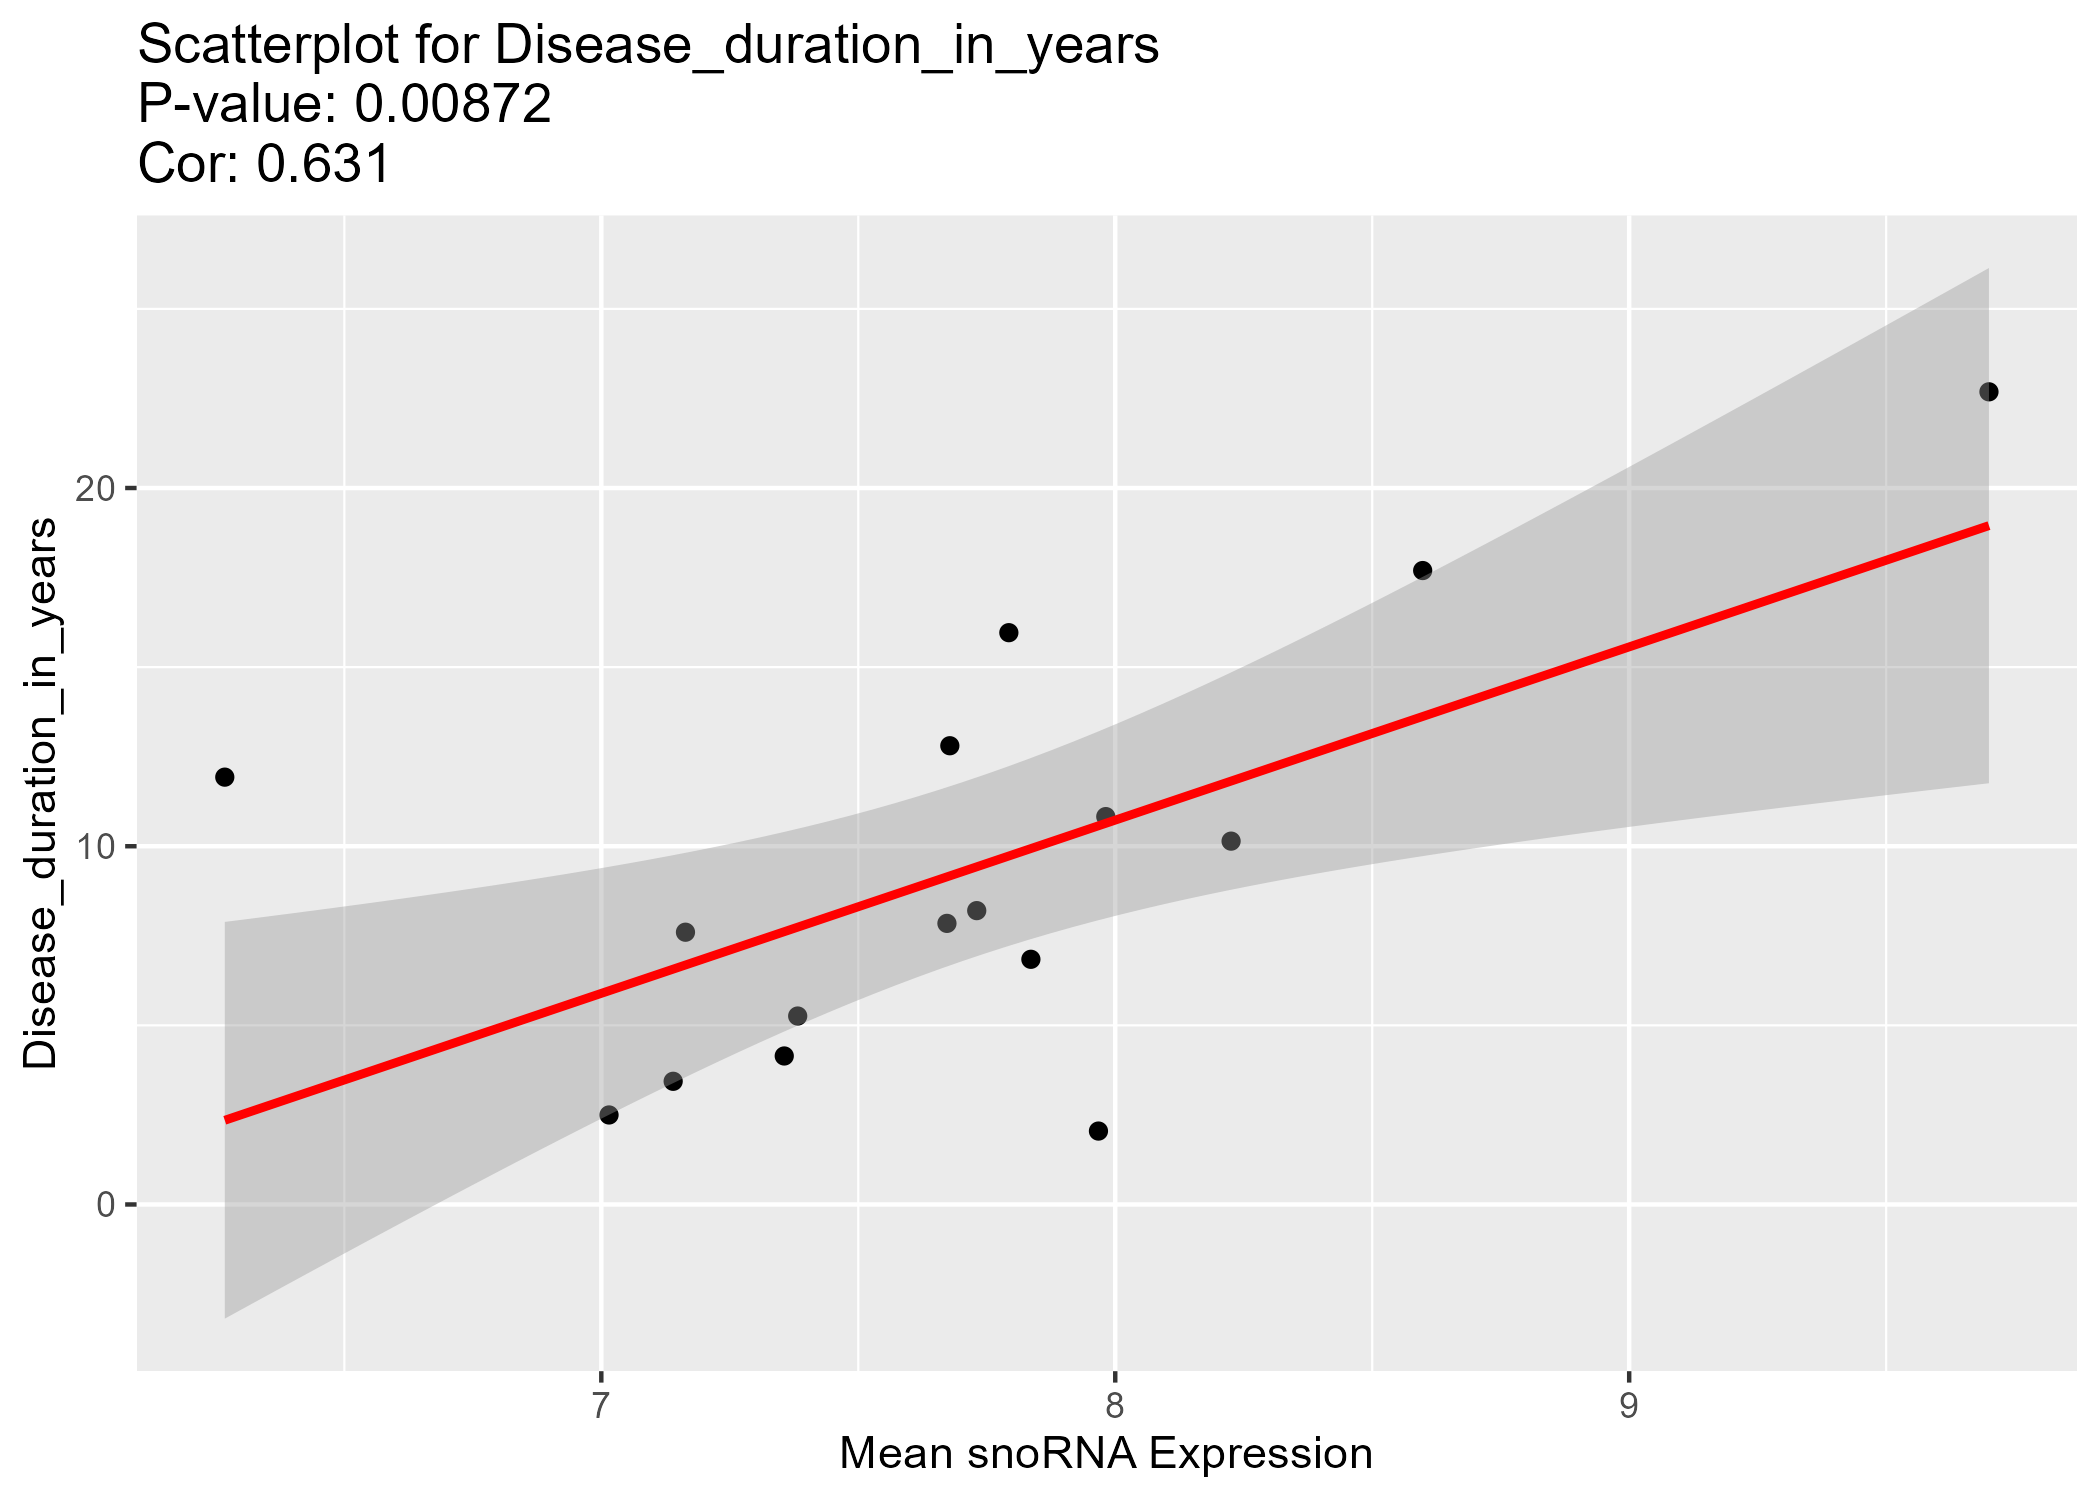 Scatterplot for Disease_duration_in_years
P-value: 0.00872
Cor: 0.631
Disease_duration_in_years
20
10
0
7
8
9
Mean snoRNA Expression